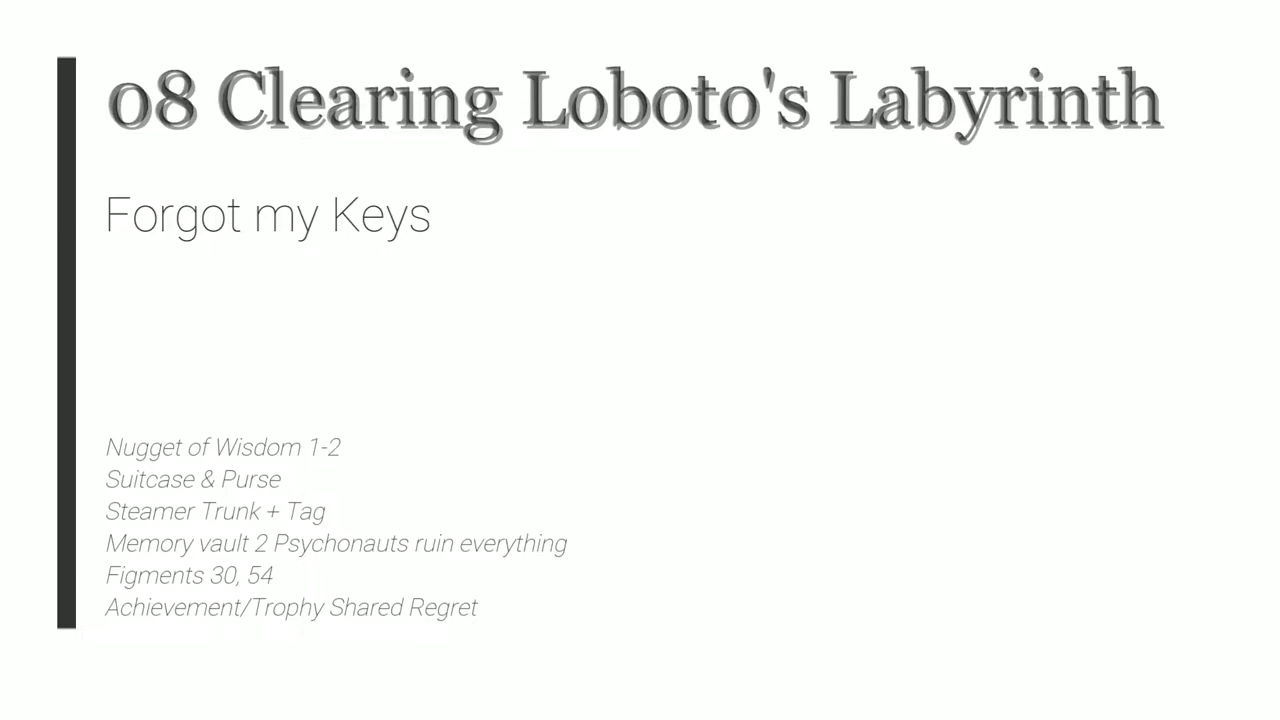 08 Clearing Loboto's Labyrinth
Forgot my Keys
Nugget of Wisdom 1-2
Suitcase & Purse
Steamer Trunk + Tag
Memory vault 2 Psychonauts ruin everything
Figments 30, 54
Achievement/Trophy Shared Regret